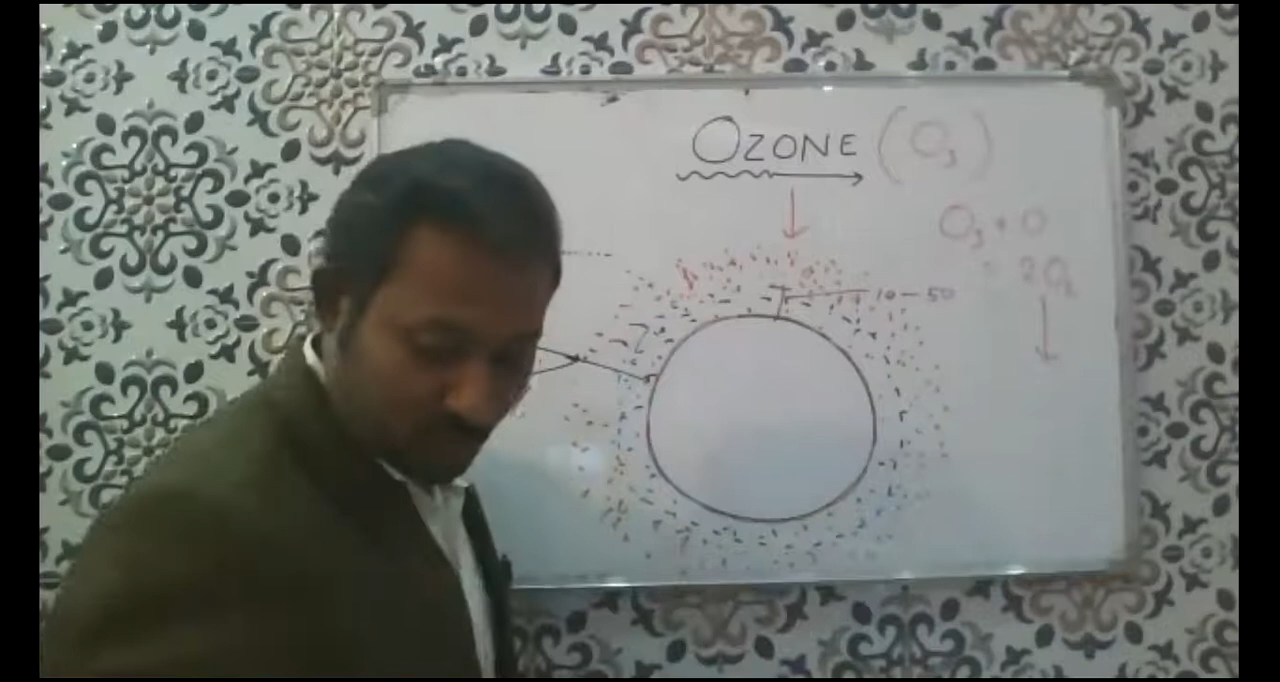 OZONE (O₃)
O₃ + O
= 2O₂
10-50